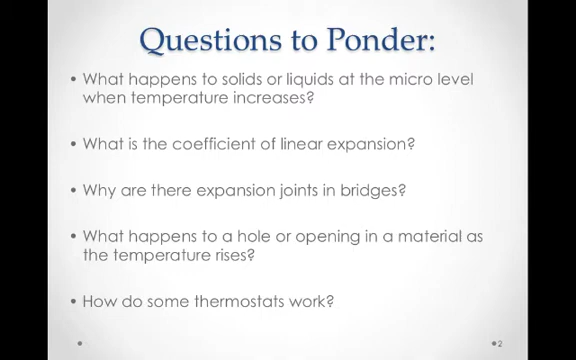 Questions to Ponder:
• What happens to solids or liquids at the micro level
when temperature increases?
• What is the coefficient of linear expansion?
• Why are there expansion joints in bridges?
• What happens to a hole or opening in a material as
the temperature rises?
• How do some thermostats work?
2